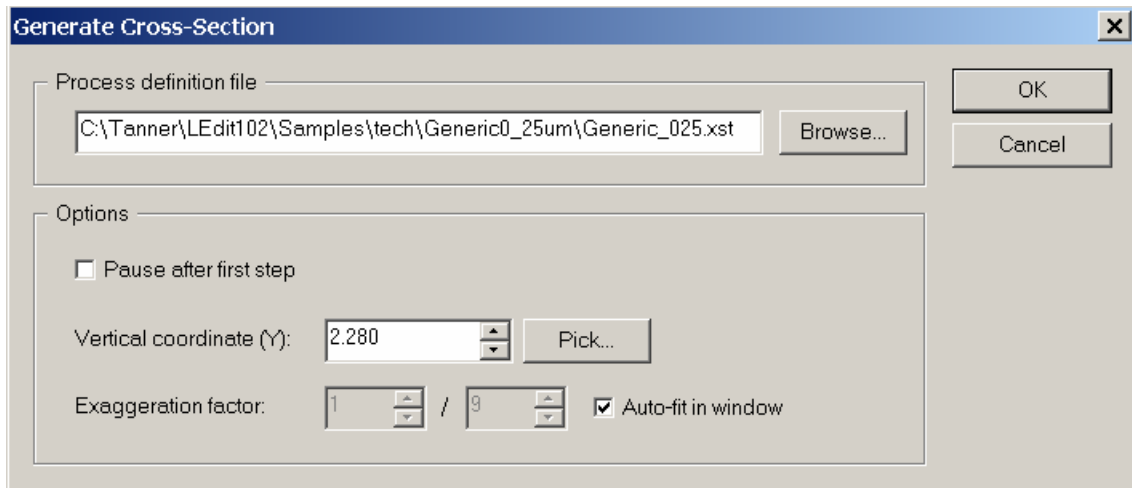 Generate Cross-Section
Process definition file
C:\Tanner\LEdit102\Samples\tech\Generic0_25um\Generic_025.xst
Browse...
OK
Cancel
Options
Pause after first step
Vertical coordinate (Y):
2.280
Pick...
Exaggeration factor:
1 / 9
Auto-fit in window